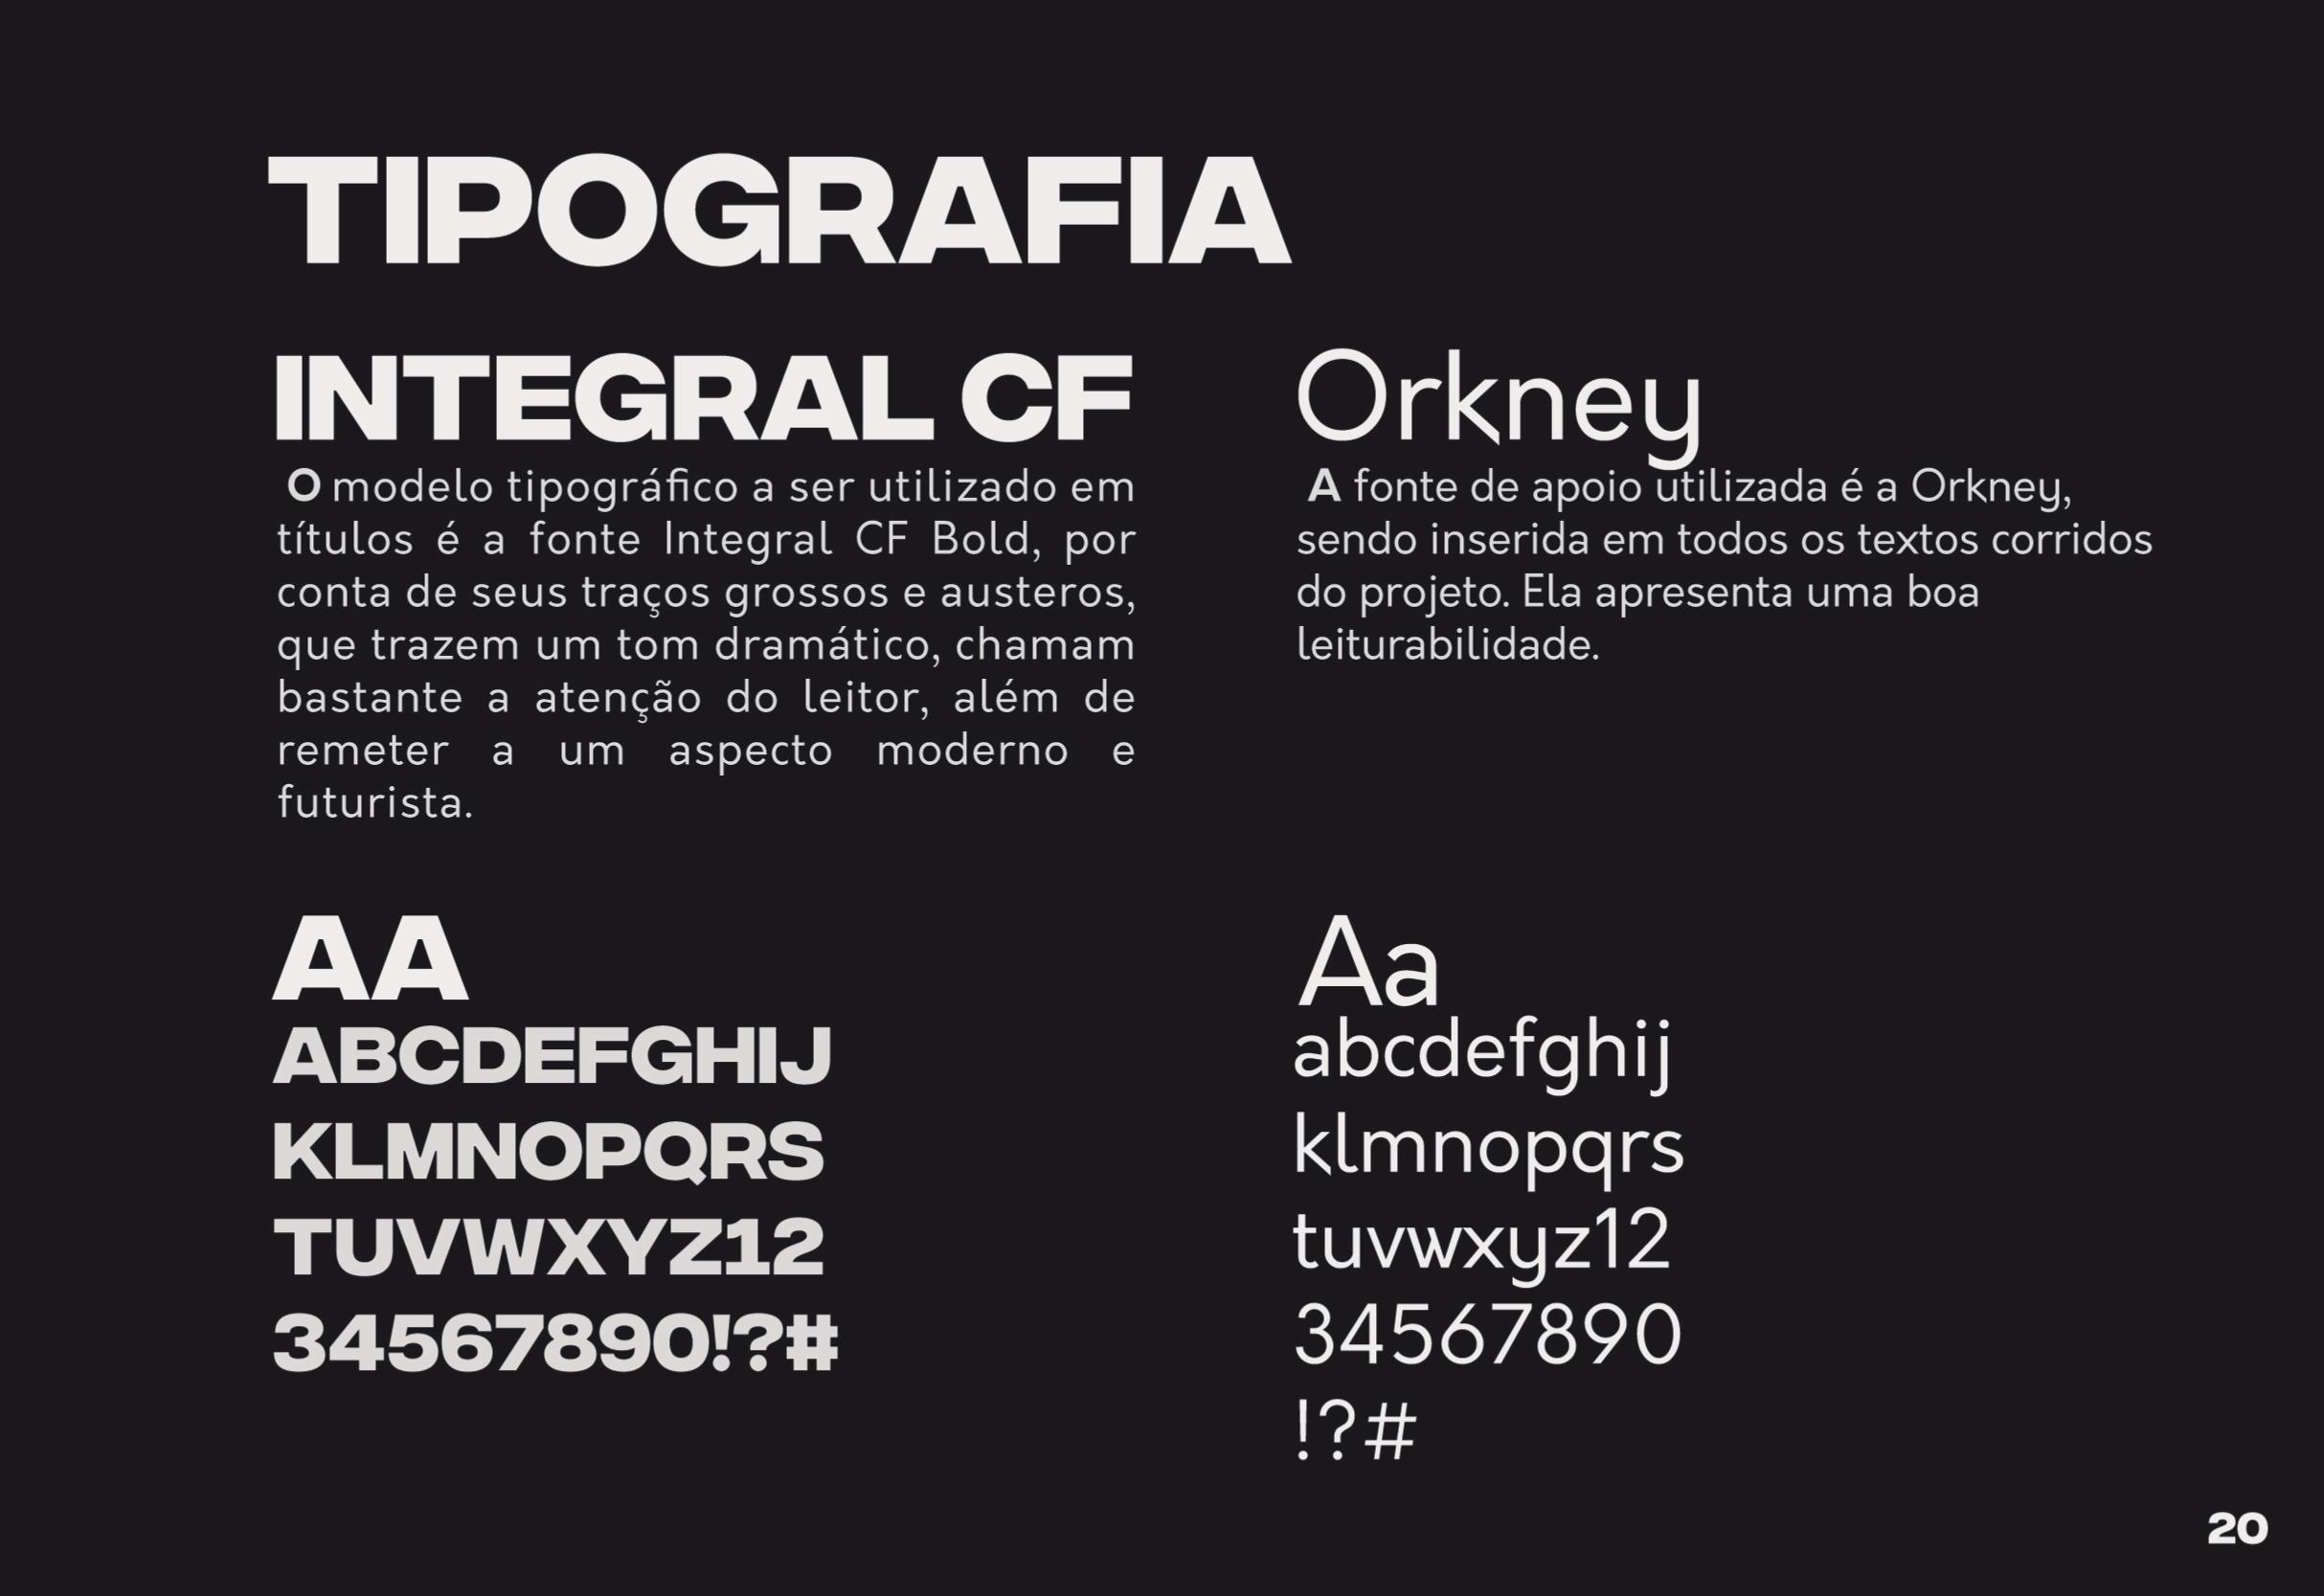 TIPOGRAFIA
INTEGRAL CF
O modelo tipográfico a ser utilizado em
títulos é a fonte Integral CF Bold, por
conta de seus traços grossos e austeros,
que trazem um tom dramático, chamam
bastante a atenção do leitor, além de
remeter a um aspecto moderno e
futurista.
AA
ABCDEFGHIJ
KLMNOPQRS
TUVWXYZ12
34567890!?#
Orkney
A fonte de apoio utilizada é a Orkney,
sendo inserida em todos os textos corridos
do projeto. Ela apresenta uma boa
leiturabilidade.
Aa
abcdefghij
klmnopqrs
tuvwxyz12
34567890
!?#
20